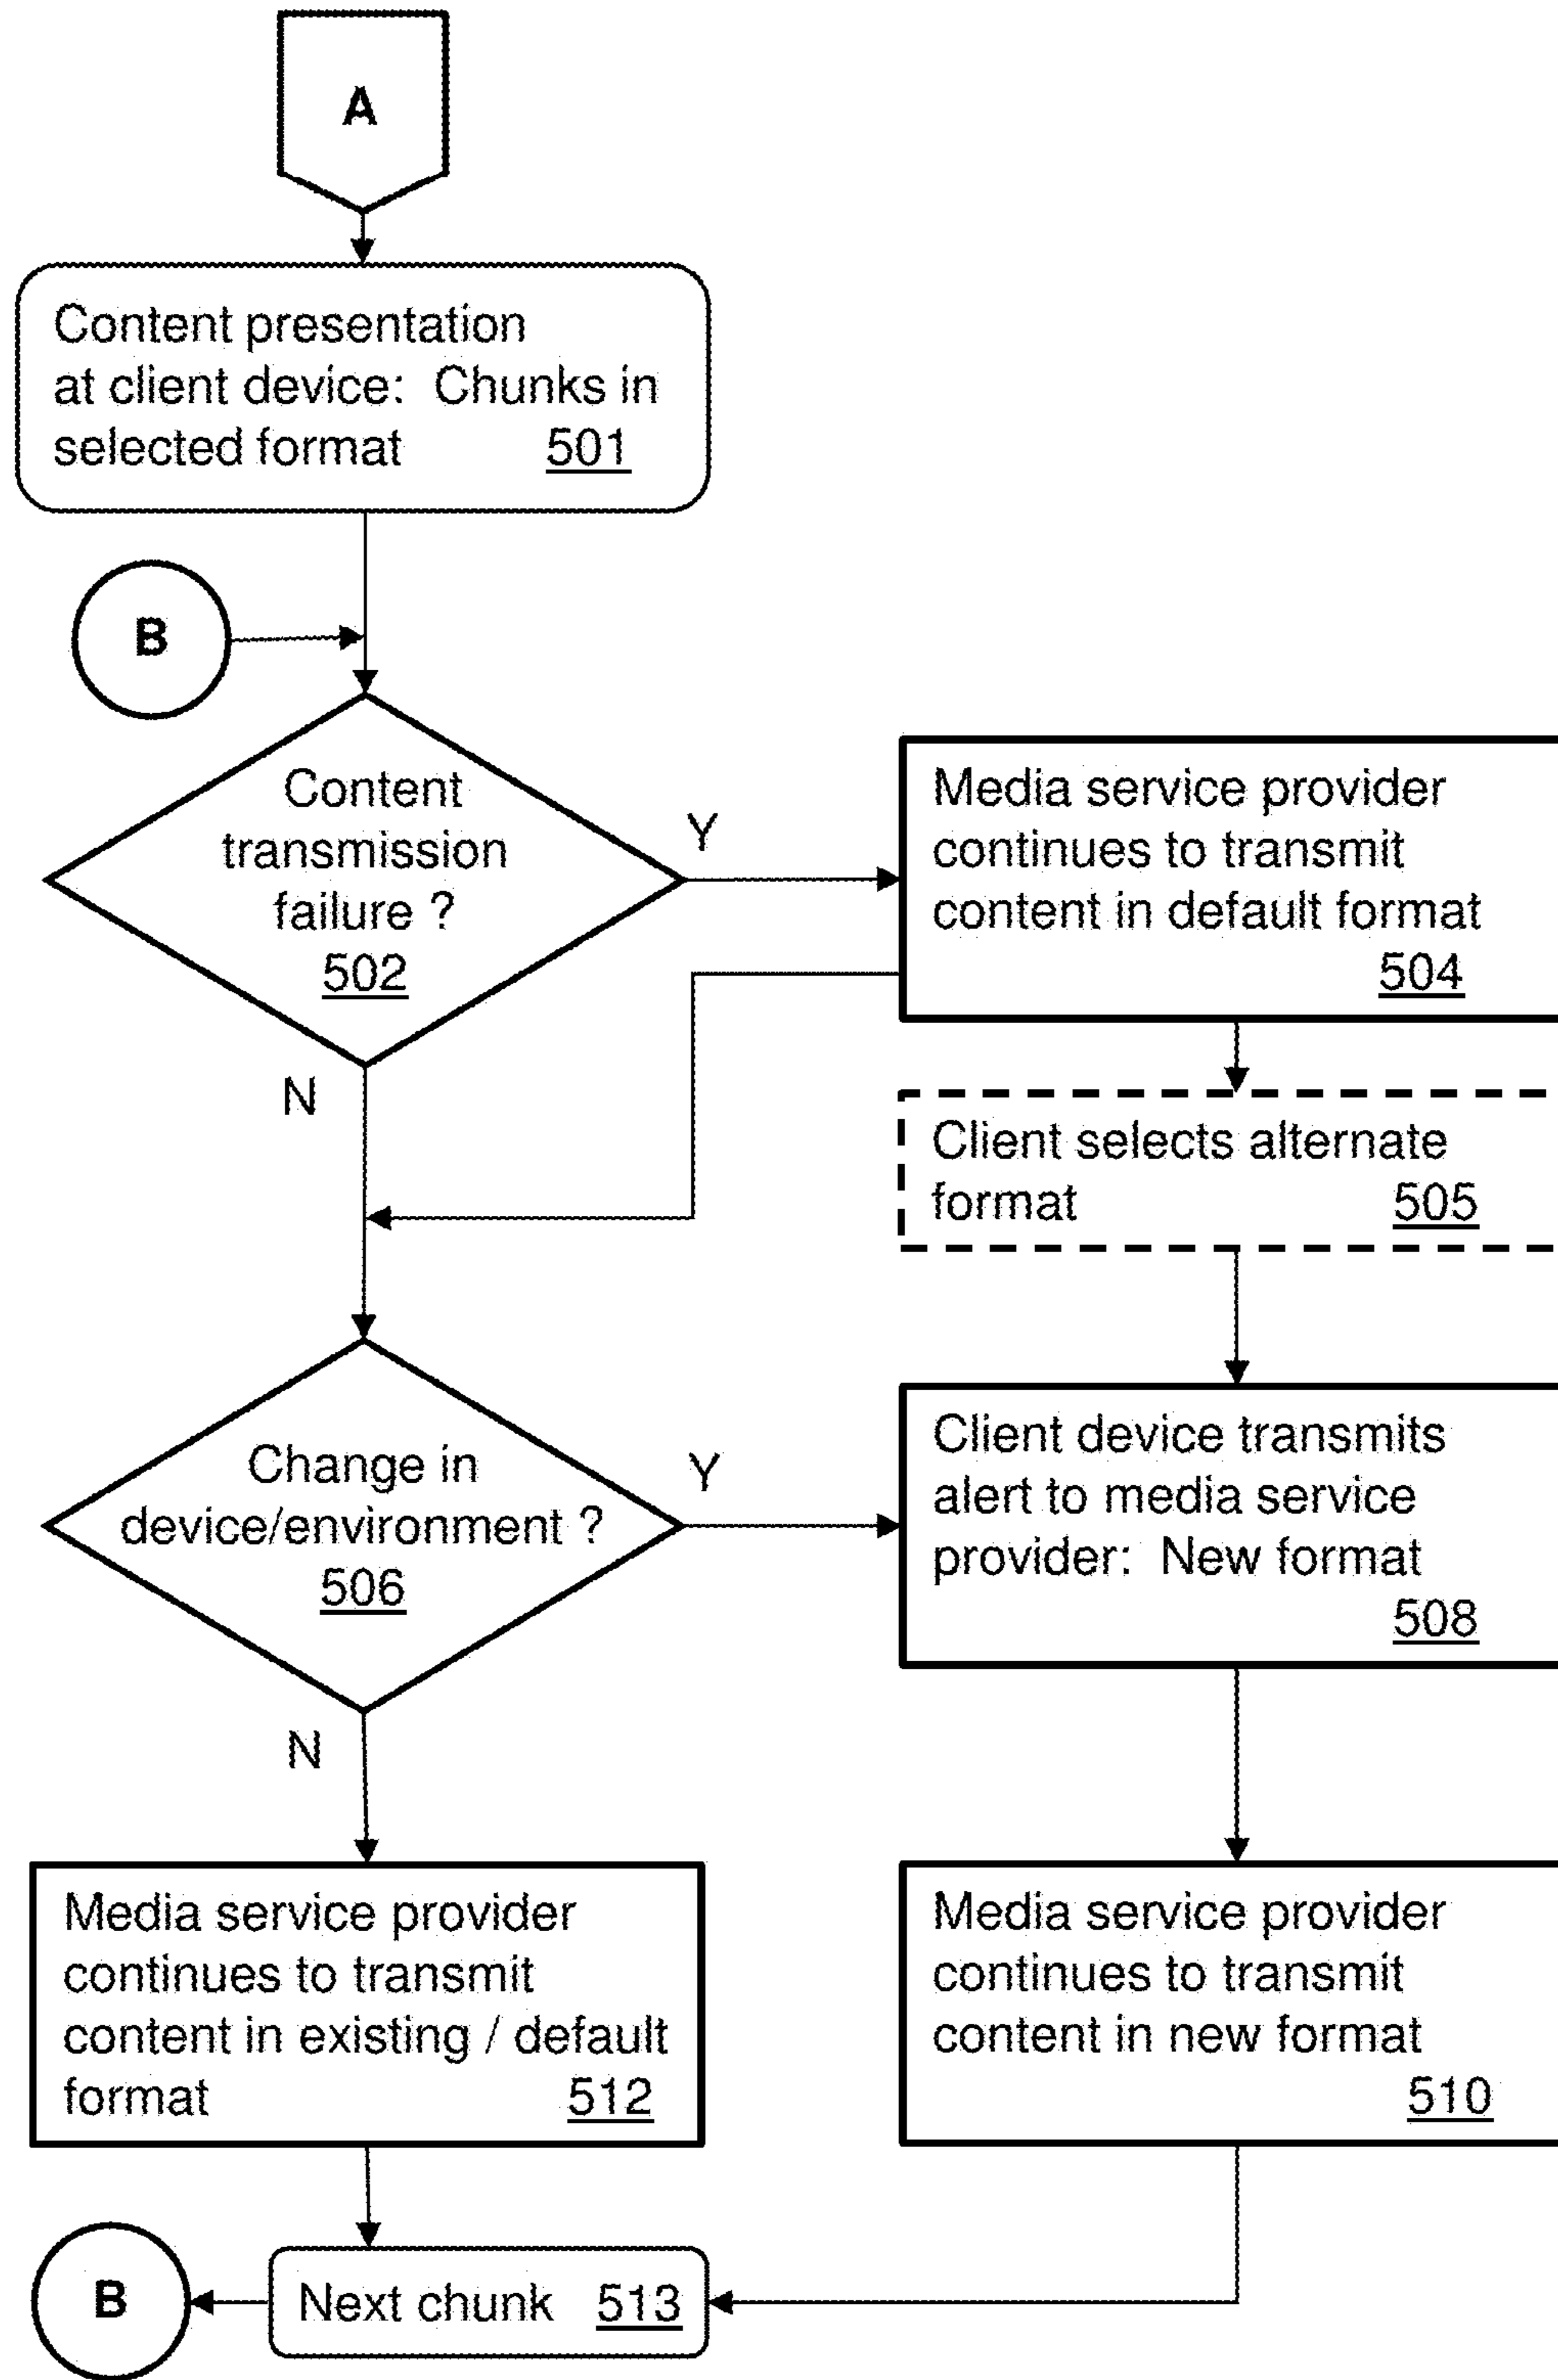 A
Content presentation
at client device: Chunks in
selected format 501
B
Content
transmission
failure ?
502
Y
N
Media service provider
continues to transmit
content in default format
504
Client selects alternate
format 505
Change in
device/environment ?
506
Y
N
Client device transmits
alert to media service
provider: New format
508
Media service provider
continues to transmit
content in existing / default
format 512
Media service provider
continues to transmit
content in new format
510
B
Next chunk 513